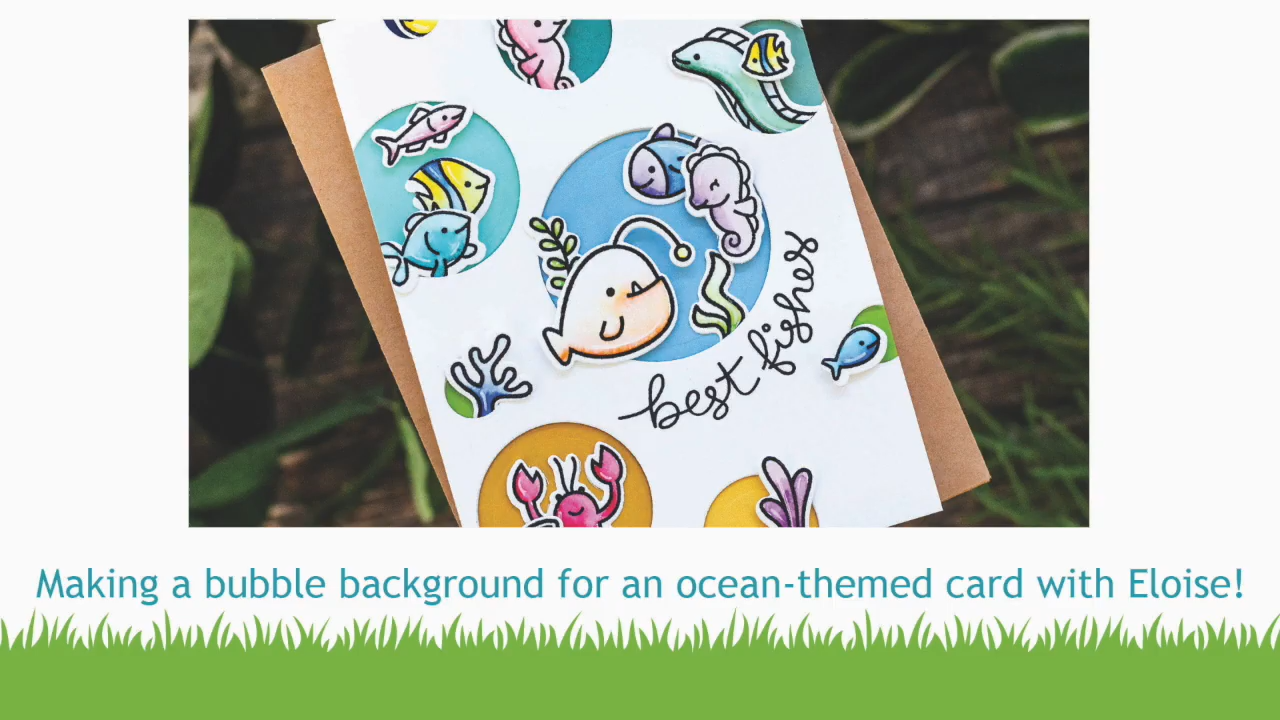 best fishes
Making a bubble background for an ocean-themed card with Eloise!